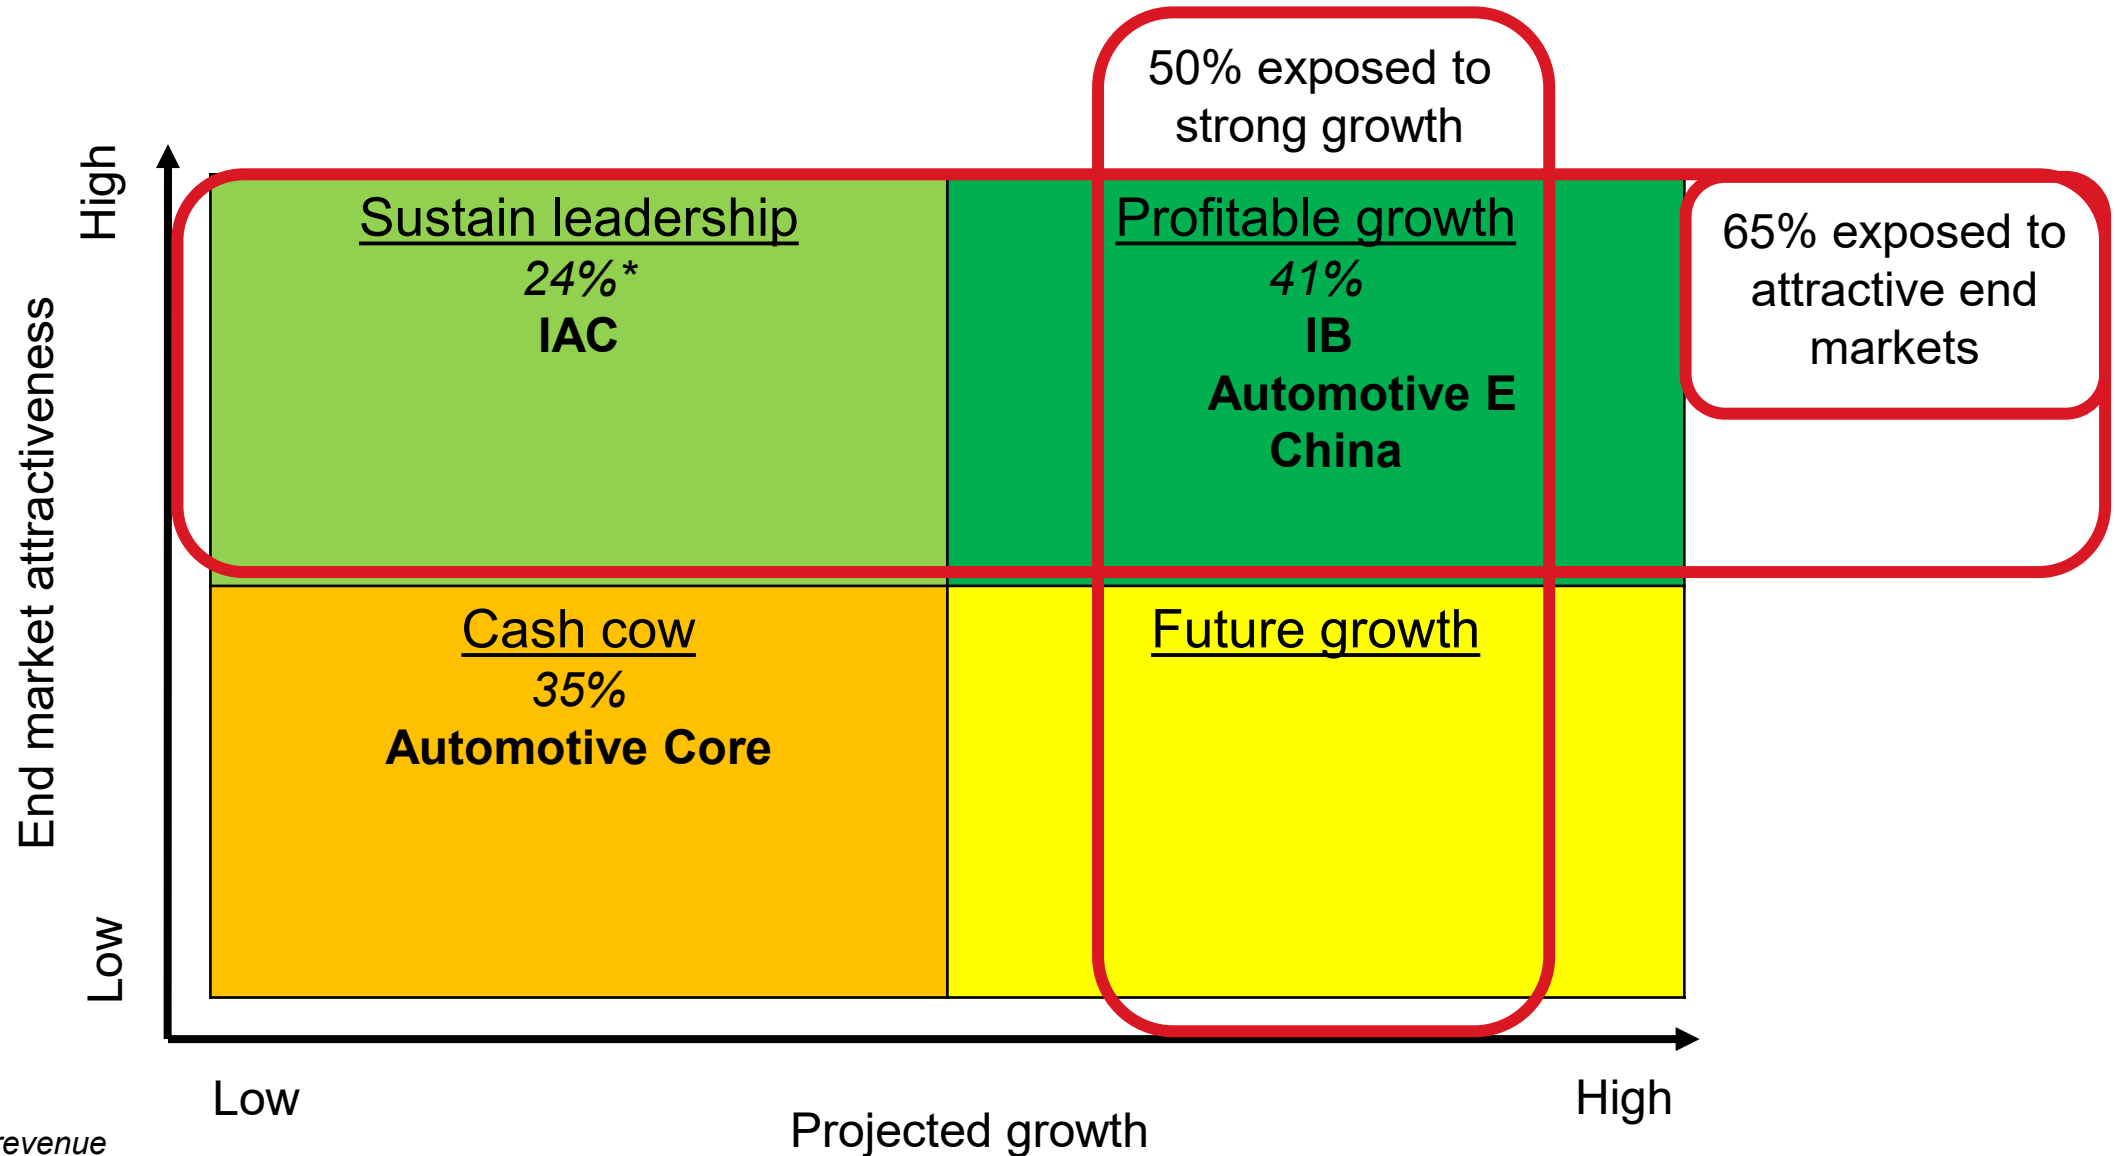 50% exposed to
strong growth
High
Sustain leadership
24%*
IAC
Profitable growth
41%
IB
Automotive E
China
65% exposed to
attractive end
markets
End market attractiveness
Cash cow
35%
Automotive Core
Future growth
Low
Low
High
Projected growth
revenue